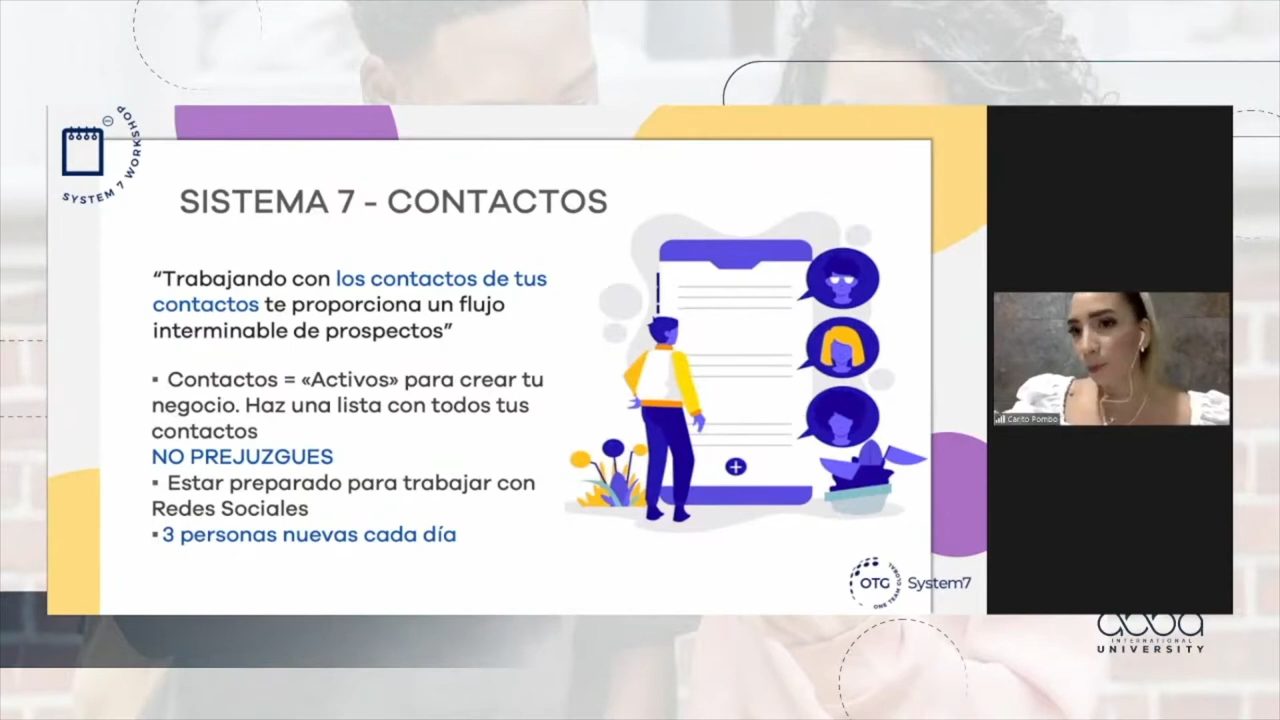 SYSTEM 7 WORKSHOP
SISTEMA 7 - CONTACTOS
“Trabajando con los contactos de tus
contactos te proporciona un flujo
interminable de prospectos”
▪ Contactos = «Activos» para crear tu
negocio. Haz una lista con todos tus
contactos
NO PREJUZGUES
▪ Estar preparado para trabajar con
Redes Sociales
▪ 3 personas nuevas cada día
Carito Pombo
OTG
ONE TEAM GLOBAL
System7
INTERNATIONAL
UNIVERSITY